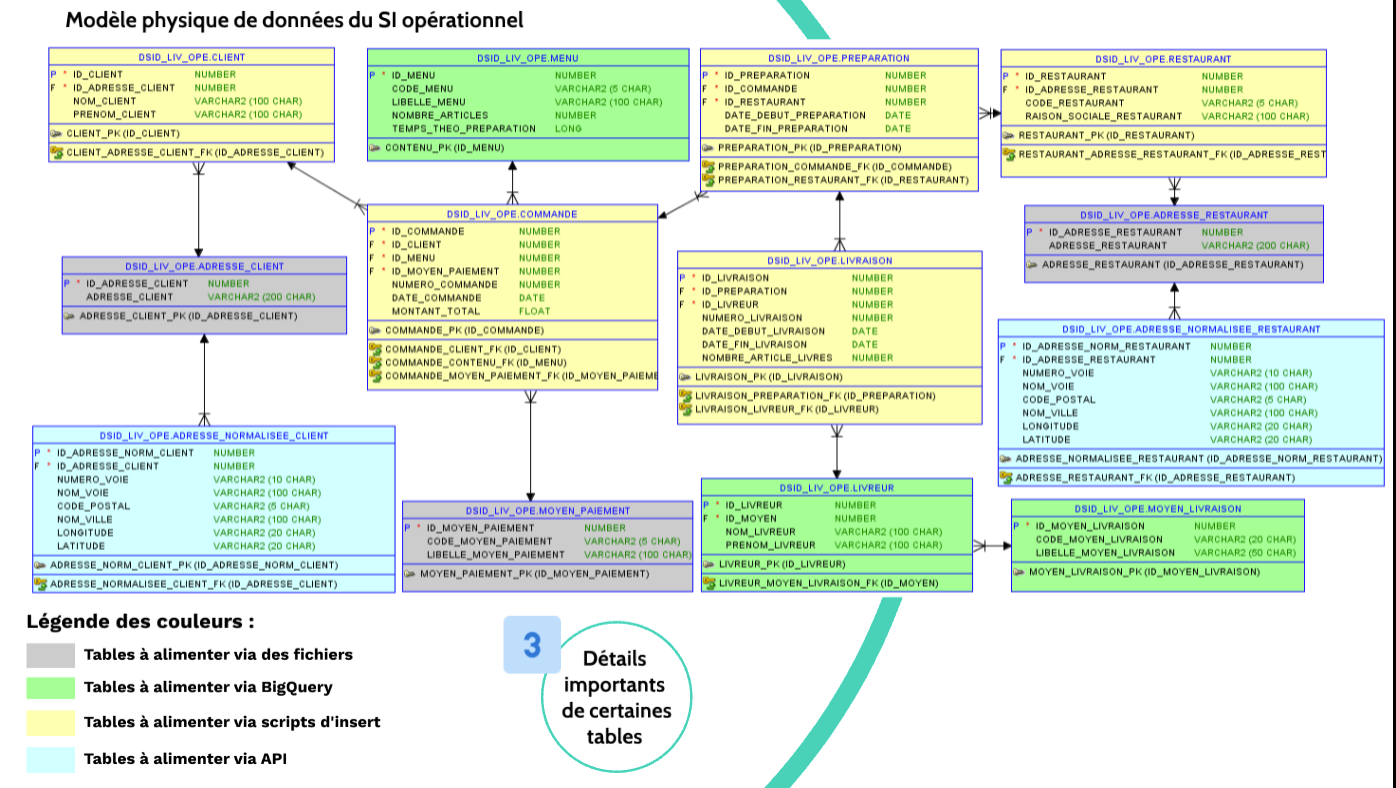 Modèle physique de données du SI opérationnel
DSID_LIV_OPE.CLIENT
P * ID_CLIENT NUMBER
F * ID_ADRESSE_CLIENT NUMBER
NOM_CLIENT VARCHAR2 (100 CHAR)
PRENOM_CLIENT VARCHAR2 (100 CHAR)
CLIENT_PK (ID_CLIENT)
CLIENT_ADRESSE_CLIENT_FK (ID_ADRESSE_CLIENT)
DSID_LIV_OPE.MENU
P * ID_MENU NUMBER
CODE_MENU VARCHAR2 (5 CHAR)
LIBELLE_MENU VARCHAR2 (100 CHAR)
NOMBRE_ARTICLES NUMBER
TEMPS_THEO_PREPARATION LONG
CONTENU_PK (ID_MENU)
DSID_LIV_OPE.PREPARATION
P * ID_PREPARATION NUMBER
F * ID_COMMANDE NUMBER
F * ID_RESTAURANT NUMBER
DATE_DEBUT_PREPARATION DATE
DATE_FIN_PREPARATION DATE
PREPARATION_PK (ID_PREPARATION)
PREPARATION_COMMANDE_FK (ID_COMMANDE)
PREPARATION_RESTAURANT_FK (ID_RESTAURANT)
DSID_LIV_OPE.RESTAURANT
P * ID_RESTAURANT NUMBER
F * ID_ADRESSE_RESTAURANT NUMBER
CODE_RESTAURANT VARCHAR2 (5 CHAR)
RAISON_SOCIALE_RESTAURANT VARCHAR2 (100 CHAR)
RESTAURANT_PK (ID_RESTAURANT)
RESTAURANT_ADRESSE_RESTAURANT_FK (ID_ADRESSE_REST
DSID_LIV_OPE.ADRESSE_CLIENT
P * ID_ADRESSE_CLIENT NUMBER
ADRESSE_CLIENT VARCHAR2 (200 CHAR)
ADRESSE_CLIENT_PK (ID_ADRESSE_CLIENT)
DSID_LIV_OPE.COMMANDE
P * ID_COMMANDE NUMBER
F * ID_CLIENT NUMBER
F * ID_MENU NUMBER
F * ID_MOYEN_PAIEMENT NUMBER
NUMERO_COMMANDE NUMBER
DATE_COMMANDE DATE
MONTANT_TOTAL FLOAT
COMMANDE_PK (ID_COMMANDE)
COMMANDE_CLIENT_FK (ID_CLIENT)
COMMANDE_CONTENU_FK (ID_MENU)
COMMANDE_MOYEN_PAIEMENT_FK (ID_MOYEN_PAIEME
DSID_LIV_OPE.LIVRAISON
P * ID_LIVRAISON NUMBER
F * ID_PREPARATION NUMBER
F * ID_LIVREUR NUMBER
NUMERO_LIVRAISON NUMBER
DATE_DEBUT_LIVRAISON DATE
DATE_FIN_LIVRAISON DATE
NOMBRE_ARTICLE_LIVRES NUMBER
LIVRAISON_PK (ID_LIVRAISON)
LIVRAISON_PREPARATION_FK (ID_PREPARATION)
LIVRAISON_LIVREUR_FK (ID_LIVREUR)
DSID_LIV_OPE.ADRESSE_RESTAURANT
P * ID_ADRESSE_RESTAURANT NUMBER
ADRESSE_RESTAURANT VARCHAR2 (200 CHAR)
ADRESSE_RESTAURANT (ID_ADRESSE_RESTAURANT)
DSID_LIV_OPE.ADRESSE_NORMALISEE_RESTAURANT
P * ID_ADRESSE_NORM_RESTAURANT NUMBER
F * ID_ADRESSE_RESTAURANT NUMBER
NUMERO_VOIE VARCHAR2 (10 CHAR)
NOM_VOIE VARCHAR2 (100 CHAR)
CODE_POSTAL VARCHAR2 (5 CHAR)
NOM_VILLE VARCHAR2 (100 CHAR)
LONGITUDE VARCHAR2 (20 CHAR)
LATITUDE VARCHAR2 (20 CHAR)
ADRESSE_NORMALISEE_RESTAURANT (ID_ADRESSE_NORM_RESTAURANT)
ADRESSE_RESTAURANT_FK (ID_ADRESSE_RESTAURANT)
DSID_LIV_OPE.ADRESSE_NORMALISEE_CLIENT
P * ID_ADRESSE_NORM_CLIENT NUMBER
F * ID_ADRESSE_CLIENT NUMBER
NUMERO_VOIE VARCHAR2 (10 CHAR)
NOM_VOIE VARCHAR2 (100 CHAR)
CODE_POSTAL VARCHAR2 (5 CHAR)
NOM_VILLE VARCHAR2 (100 CHAR)
LONGITUDE VARCHAR2 (20 CHAR)
LATITUDE VARCHAR2 (20 CHAR)
ADRESSE_NORM_CLIENT_PK (ID_ADRESSE_NORM_CLIENT)
ADRESSE_NORMALISEE_CLIENT_FK (ID_ADRESSE_CLIENT)
DSID_LIV_OPE.MOYEN_PAIEMENT
P * ID_MOYEN_PAIEMENT NUMBER
CODE_MOYEN_PAIEMENT VARCHAR2 (5 CHAR)
LIBELLE_MOYEN_PAIEMENT VARCHAR2 (100 CHAR)
MOYEN_PAIEMENT_PK (ID_MOYEN_PAIEMENT)
DSID_LIV_OPE.LIVREUR
P * ID_LIVREUR NUMBER
F * ID_MOYEN NUMBER
NOM_LIVREUR VARCHAR2 (100 CHAR)
PRENOM_LIVREUR VARCHAR2 (100 CHAR)
LIVREUR_PK (ID_LIVREUR)
LIVREUR_MOYEN_LIVRAISON_FK (ID_MOYEN)
DSID_LIV_OPE.MOYEN_LIVRAISON
P * ID_MOYEN_LIVRAISON NUMBER
CODE_MOYEN_LIVRAISON VARCHAR2 (20 CHAR)
LIBELLE_MOYEN_LIVRAISON VARCHAR2 (50 CHAR)
MOYEN_LIVRAISON_PK (ID_MOYEN_LIVRAISON)
Légende des couleurs :
Tables à alimenter via des fichiers
Tables à alimenter via BigQuery
Tables à alimenter via scripts d'insert
Tables à alimenter via API
3
Détails
importants
de certaines
tables